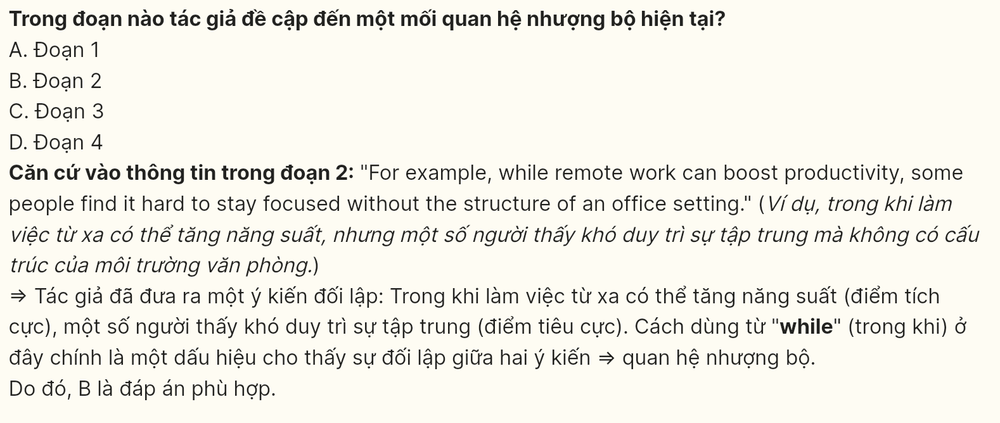 Trong đoạn nào tác giả đề cập đến một mối quan hệ nhượng bộ hiện tại?
A. Đoạn 1
B. Đoạn 2
C. Đoạn 3
D. Đoạn 4
Căn cứ vào thông tin trong đoạn 2: "For example, while remote work can boost productivity, some
people find it hard to stay focused without the structure of an office setting." (Ví dụ, trong khi làm
việc từ xa có thể tăng năng suất, nhưng một số người thấy khó duy trì sự tập trung mà không có cấu
trúc của môi trường văn phòng.)
⇒ Tác giả đã đưa ra một ý kiến đối lập: Trong khi làm việc từ xa có thể tăng năng suất (điểm tích
cực), một số người thấy khó duy trì sự tập trung (điểm tiêu cực). Cách dùng từ "while" (trong khi) ở
đây chính là một dấu hiệu cho thấy sự đối lập giữa hai ý kiến ⇒ quan hệ nhượng bộ.
Do đó, B là đáp án phù hợp.